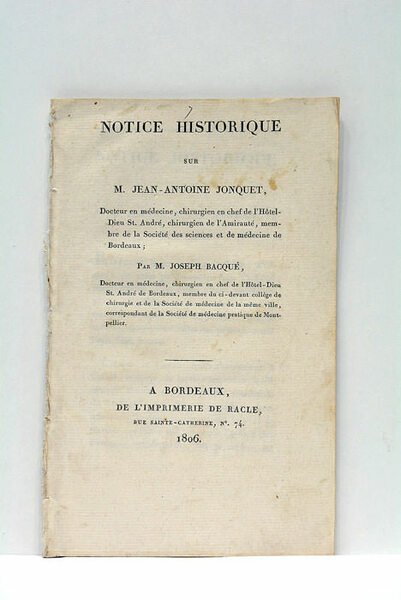 7
NOTICE HISTORIQUE
SUR
M. JEAN-ANTOINE JONQUET,
Docteur en médecine, chirurgien en chef de l'Hôtel-
Dieu St. André, chirurgien de l'Amirauté, mem-
bre de la Société des sciences et de médecine de
Bordeaux;
PAR M. JOSEPH BACQUÉ,
Docteur en médecine, chirurgien en chef de l'Hôtel-Dieu
St. André de Bordeaux, membre du ci-devant collége de
chirurgie et de la Société de médecine de la même ville,
correspondant de la Société de médecine pratique de Mont-
pellier.
A BORDEAUX,
DE L'IMPRIMERIE DE RACLE,
RUE SAINTE-CATHERINE, N°. 74.
1806.